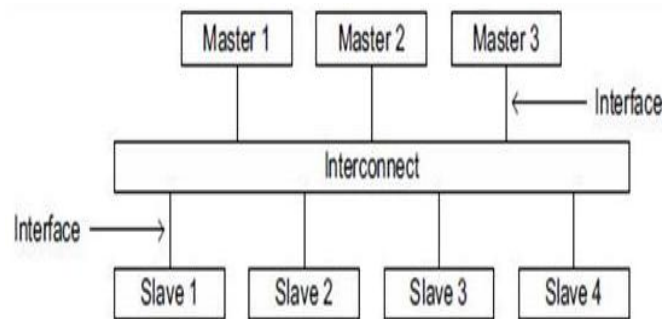 Master 1 Master 2 Master 3
Interface
Interconnect
Interface
Slave 1 Slave 2 Slave 3 Slave 4